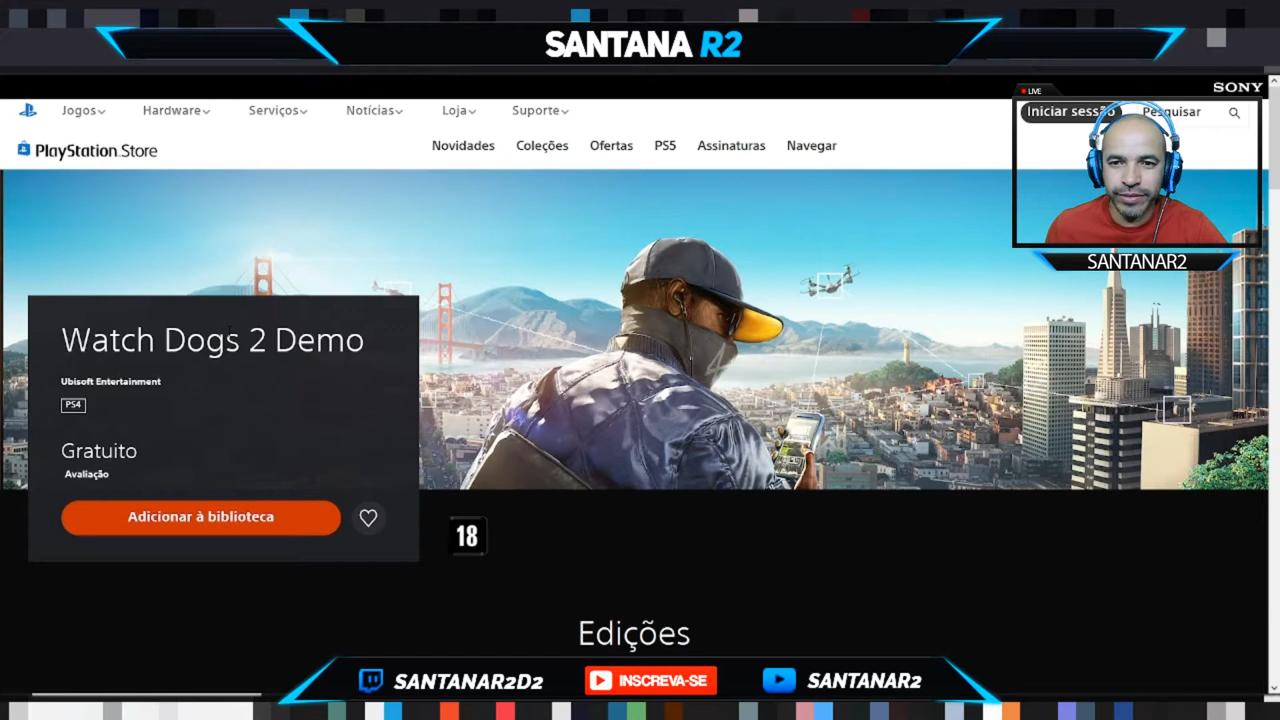 SANTANA R2
SONY
LIVE
Jogos Hardware Serviços Notícias Loja Suporte
Iniciar sessão Pesquisar
PlayStation.Store
Novidades Coleções Ofertas PS5 Assinaturas Navegar
SANTANAR2
Watch Dogs 2 Demo
Ubisoft Entertainment
PS4
Gratuito
Avaliação
Adicionar à biblioteca
18
Edições
SANTANAR2D2 INSCREVA-SE SANTANAR2